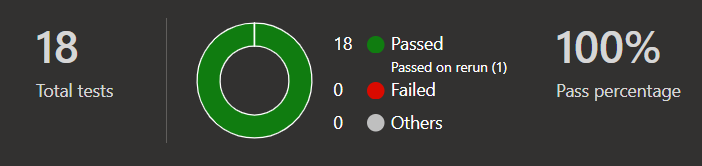 18
Total tests
18 Passed
Passed on rerun (1)
0 Failed
0 Others
100%
Pass percentage